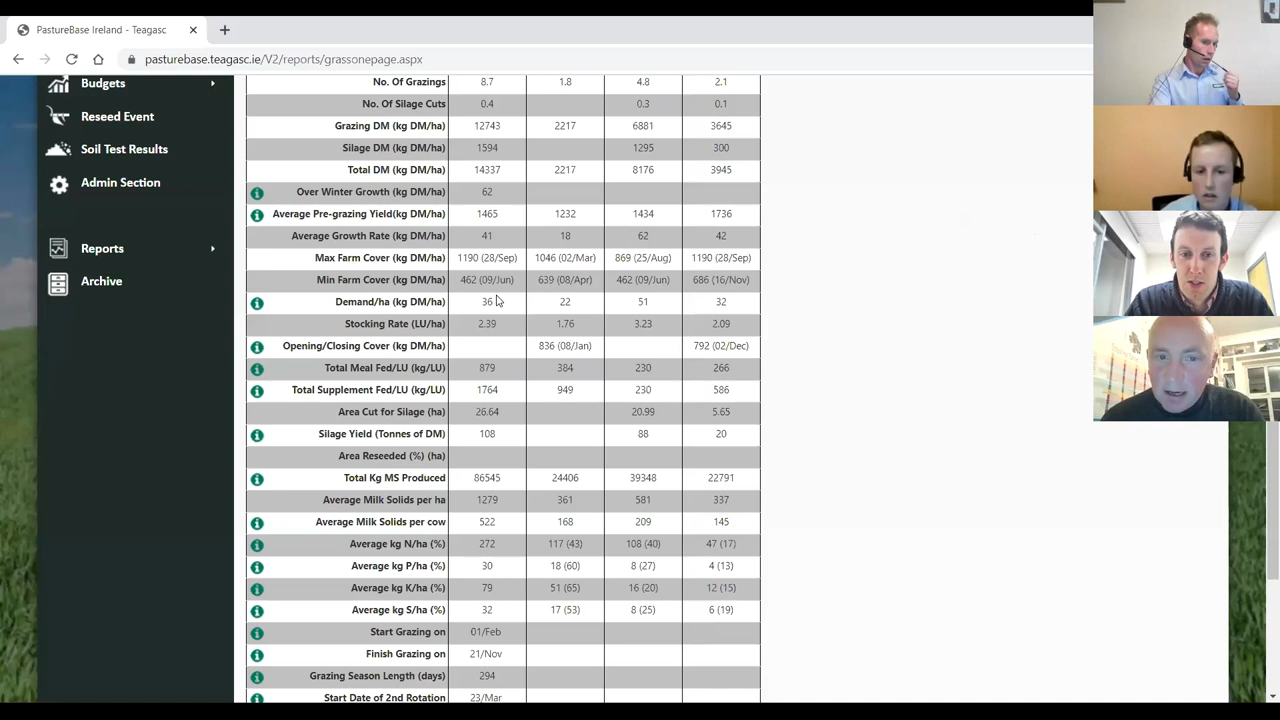 PastureBase Ireland - Teagasc
pasturebase.teagasc.ie/V2/reports/grassonepage.aspx
Budgets
Reseed Event
Soil Test Results
Admin Section
Reports
Archive
No. Of Grazings 8.7 1.8 4.8 2.1
No. Of Silage Cuts 0.4 0.3 0.1
Grazing DM (kg DM/ha) 12743 2217 6881 3645
Silage DM (kg DM/ha) 1594 1295 300
Total DM (kg DM/ha) 14337 2217 8176 3945
Over Winter Growth (kg DM/ha) 62
Average Pre-grazing Yield(kg DM/ha) 1465 1232 1434 1736
Average Growth Rate (kg DM/ha) 41 18 62 42
Max Farm Cover (kg DM/ha) 1190 (28/Sep) 1046 (02/Mar) 869 (25/Aug) 1190 (28/Sep)
Min Farm Cover (kg DM/ha) 462 (09/Jun) 639 (08/Apr) 462 (09/Jun) 686 (16/Nov)
Demand/ha (kg DM/ha) 36 22 51 32
Stocking Rate (LU/ha) 2.39 1.76 3.23 2.09
Opening/Closing Cover (kg DM/ha) 836 (08/Jan) 792 (02/Dec)
Total Meal Fed/LU (kg/LU) 879 384 230 266
Total Supplement Fed/LU (kg/LU) 1764 949 230 586
Area Cut for Silage (ha) 26.64 20.99 5.65
Silage Yield (Tonnes of DM) 108 88 20
Area Reseeded (%) (ha)
Total Kg MS Produced 86545 24406 39348 22791
Average Milk Solids per ha 1279 361 581 337
Average Milk Solids per cow 522 168 209 145
Average kg N/ha (%) 272 117 (43) 108 (40) 47 (17)
Average kg P/ha (%) 30 18 (60) 8 (27) 4 (13)
Average kg K/ha (%) 79 51 (65) 16 (20) 12 (15)
Average kg S/ha (%) 32 17 (53) 8 (25) 6 (19)
Start Grazing on 01/Feb
Finish Grazing on 21/Nov
Grazing Season Length (days) 294
Start Date of 2nd Rotation 23/Mar